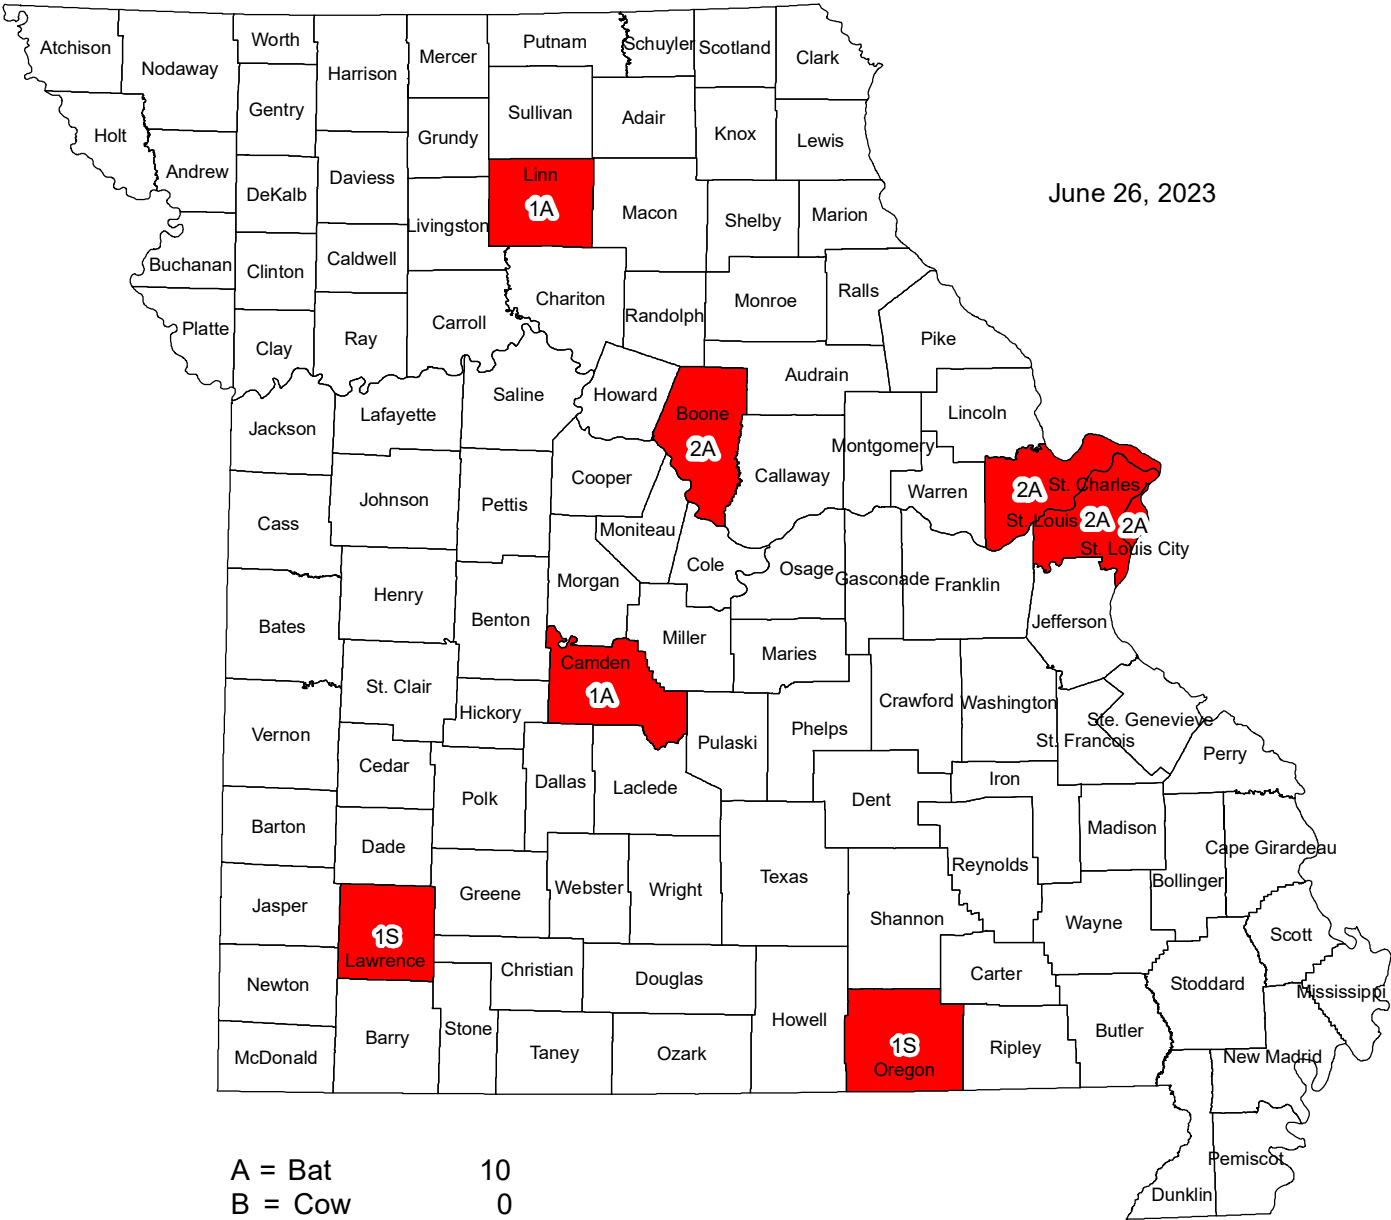 Atchison
Nodaway
Worth
Harrison
Mercer
Putnam
Schuyler
Scotland
Clark
Gentry
Sullivan
Adair
Knox
Lewis
Holt
Andrew
DeKalb
Daviess
Grundy
Linn
1A
Macon
Shelby
Marion
June 26, 2023
Livingston
Buchanan
Clinton
Caldwell
Chariton
Randolph
Monroe
Ralls
Pike
Platte
Clay
Ray
Carroll
Audrain
Saline
Howard
Boone
2A
Lincoln
Jackson
Lafayette
Cooper
Callaway
Montgomery
Warren
2A
St. Charles
Johnson
Pettis
Cass
Moniteau
St. Louis
2A
2A
St. Louis City
Cole
Osage
Gasconade
Franklin
Morgan
Henry
Benton
Bates
Miller
Maries
Jefferson
Camden
1A
St. Clair
Hickory
Vernon
Pulaski
Phelps
Crawford
Washington
Ste. Genevieve
St. Francois
Perry
Cedar
Polk
Dallas
Laclede
Dent
Iron
Madison
Barton
Dade
Cape Girardeau
Bollinger
Reynolds
Texas
Greene
Webster
Wright
Jasper
Shannon
Wayne
Scott
1S
Lawrence
Christian
Douglas
Carter
Stoddard
Mississippi
Newton
Howell
Barry
Stone
Taney
Ozark
1S
Oregon
Ripley
Butler
New Madrid
McDonald
Pemiscot
Dunklin
A = Bat 10
B = Cow 0